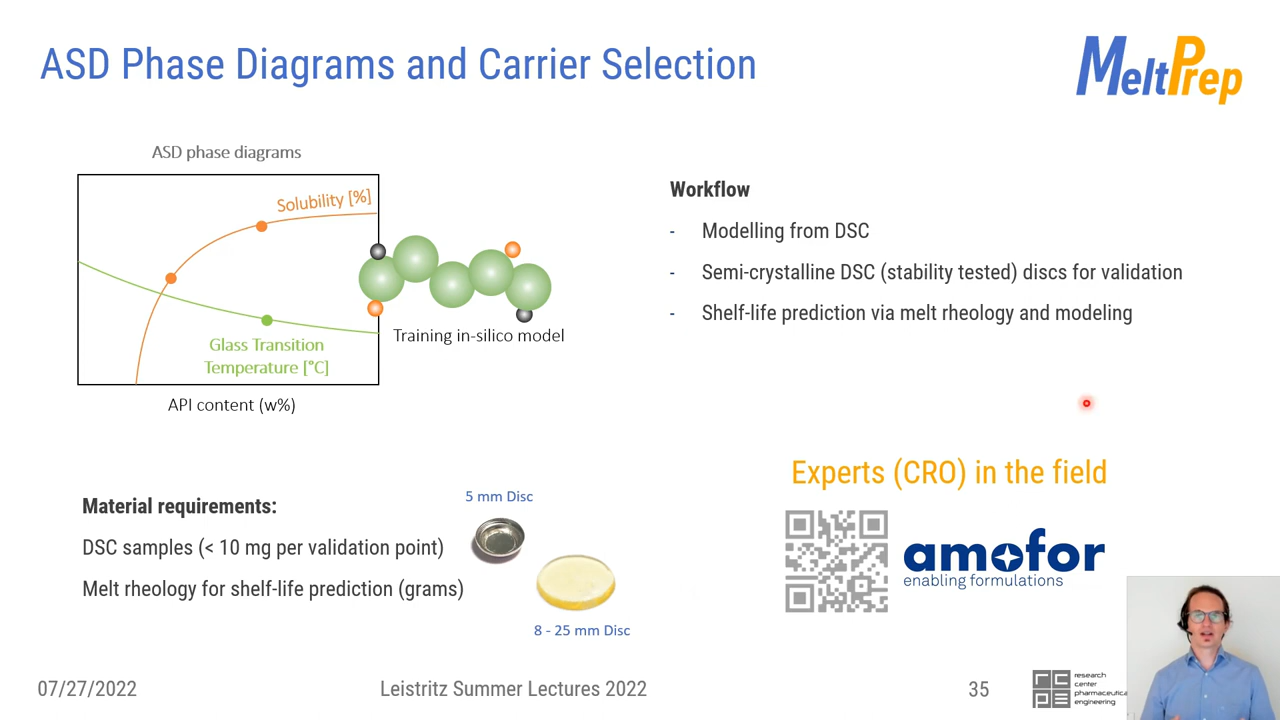 ASD Phase Diagrams and Carrier Selection
MeltPrep
ASD phase diagrams
Solubility [%]
Glass Transition
Temperature [°C]
API content (w%)
Training in-silico model
Workflow
- Modelling from DSC
- Semi-crystalline DSC (stability tested) discs for validation
- Shelf-life prediction via melt rheology and modeling
Material requirements:
DSC samples (< 10 mg per validation point)
Melt rheology for shelf-life prediction (grams)
5 mm Disc
8 - 25 mm Disc
Experts (CRO) in the field
amofor
enabling formulations
07/27/2022
Leistritz Summer Lectures 2022
35
rcpe
research
center
pharmaceutica
engineering